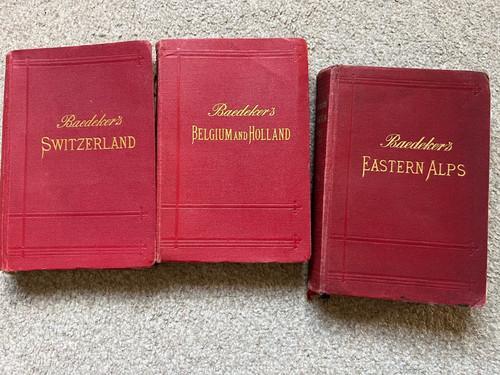 Baedeker's
SWITZERLAND
Baedeker's
BELGIUM AND HOLLAND
Baedeker's
EASTERN ALPS